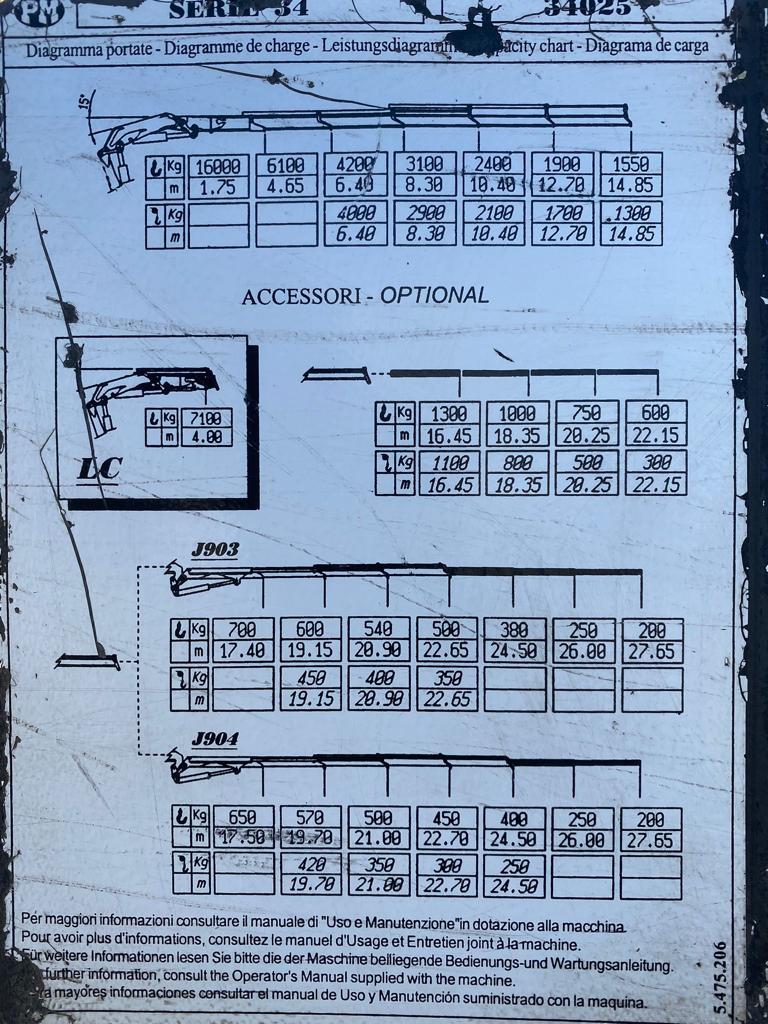 PM SERIE 34 34025
Diagramma portate - Diagramme de charge - Leistungsdiagramm chart - Diagrama de carga
15°
Kg 16000 6100 4200 3100 2400 1900 1550
m 1.75 4.65 6.40 8.30 10.40 12.70 14.85
Kg 4000 2900 2100 1700 1300
m 6.40 8.30 10.40 12.70 14.85
ACCESSORI - OPTIONAL
Kg 7100
m 4.00
LC
Kg 1300 1000 750 600
m 16.45 18.35 20.25 22.15
Kg 1100 800 500 300
m 16.45 18.35 20.25 22.15
J903
Kg 700 600 540 500 380 250 200
m 17.40 19.15 20.90 22.65 24.50 26.00 27.65
Kg 450 400 350
m 19.15 20.90 22.65
J904
Kg 650 570 500 450 400 250 200
m 17.50 19.70 21.00 22.70 24.50 26.00 27.65
Kg 420 350 300 250
m 19.70 21.00 22.70 24.50
Per maggiori informazioni consultare il manuale di "Uso e Manutenzione"in dotazione alla macchina.
Pour avoir plus d'informations, consultez le manuel d'Usage et Entretien joint à la machine.
Für weitere Informationen lesen Sie bitte die der Maschine belliegende Bedienungs-und Wartungsanleitung.
further information, consult the Operator's Manual supplied with the machine.
mayores informaciones consultar el manual de Uso y Manutención suministrado con la maquina.
5.475.206